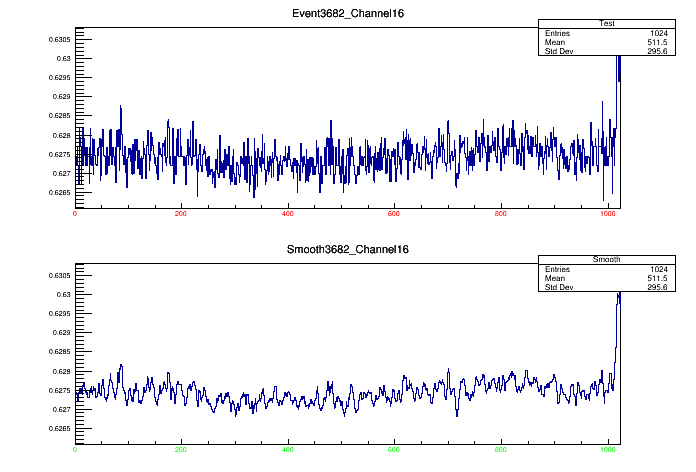 Event3682_Channel16
Test
Entries 1024
Mean 511.5
Std Dev 295.6
0.6305
0.63
0.6295
0.629
0.6285
0.628
0.6275
0.627
0.6265
0 200 400 600 800 1000
Smooth3682_Channel16
Smooth
Entries 1024
Mean 511.5
Std Dev 295.6
0.6305
0.63
0.6295
0.629
0.6285
0.628
0.6275
0.627
0.6265
0 200 400 600 800 1000